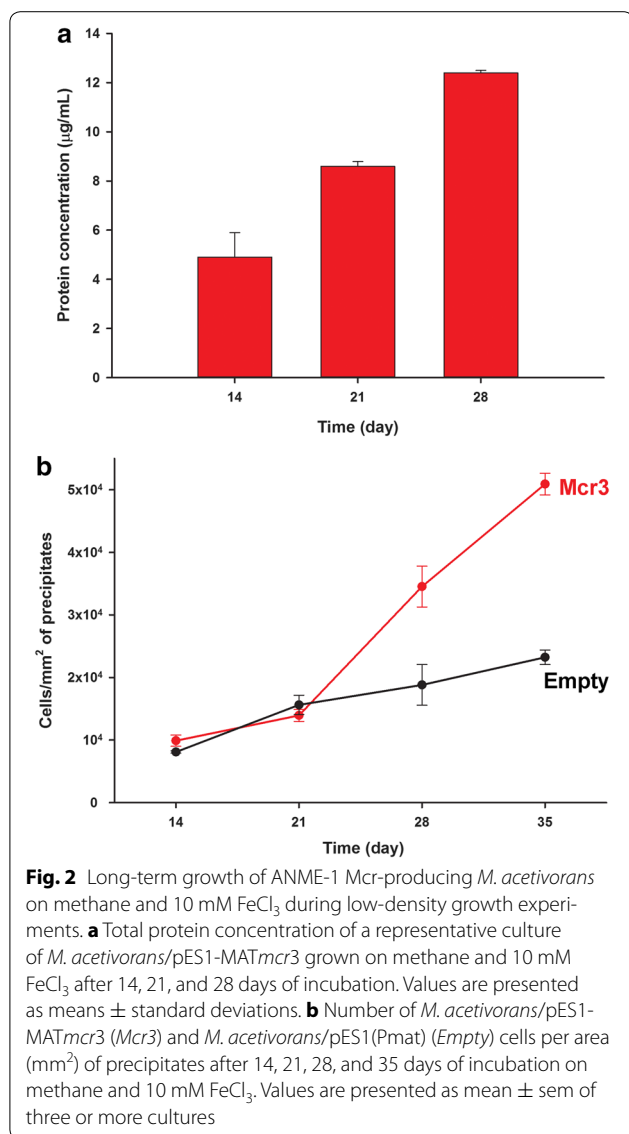 a
14
12
10
8
6
4
2
0
Protein concentration (µg/mL)
14 21 28
Time (day)
b
5x10⁴
4x10⁴
3x10⁴
2x10⁴
10⁴
0
Cells/mm² of precipitates
Mcr3
Empty
14 21 28 35
Time (day)
Fig. 2 Long-term growth of ANME-1 Mcr-producing M. acetivorans
on methane and 10 mM FeCl₃ during low-density growth experi-
ments. a Total protein concentration of a representative culture
of M. acetivorans/pES1-MATmcr3 grown on methane and 10 mM
FeCl₃ after 14, 21, and 28 days of incubation. Values are presented
as means ± standard deviations. b Number of M. acetivorans/pES1-
MATmcr3 (Mcr3) and M. acetivorans/pES1(Pmat) (Empty) cells per area
(mm²) of precipitates after 14, 21, 28, and 35 days of incubation on
methane and 10 mM FeCl₃. Values are presented as mean ± sem of
three or more cultures